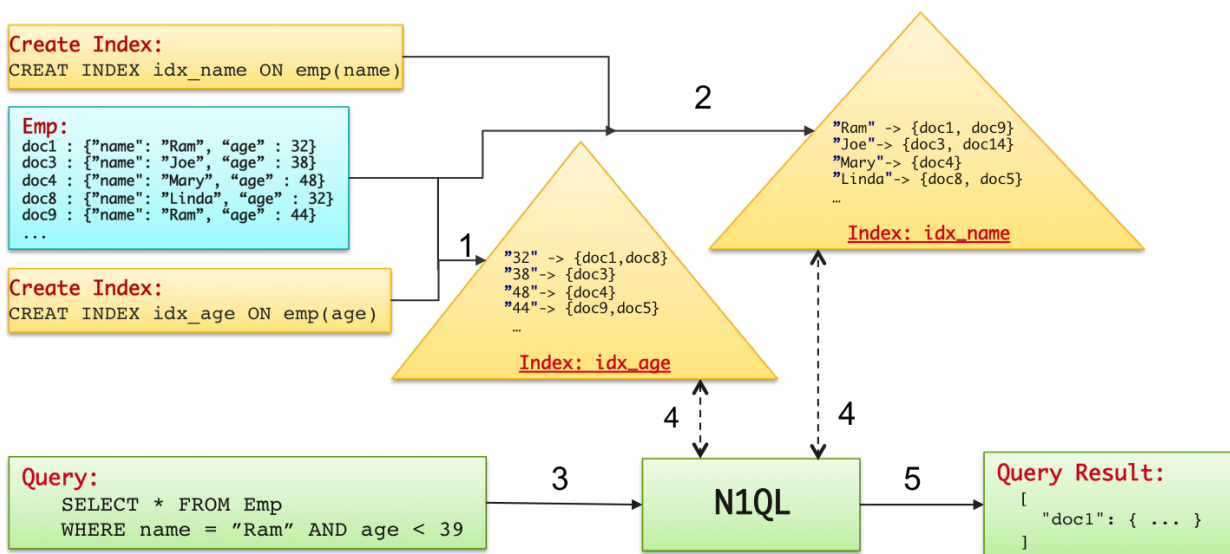 Create Index:
CREAT INDEX idx_name ON emp(name)
2
Emp:
doc1 : {”name": ”Ram”, “age” : 32}
doc3 : {”name": ”Joe”, “age” : 38}
doc4 : {”name": ”Mary”, “age” : 48}
doc8 : {”name": ”Linda”, “age” : 32}
doc9 : {”name": ”Ram”, “age” : 44}
...
”Ram" -> {doc1, doc9}
”Joe"-> {doc3, doc14}
”Mary"-> {doc4}
”Linda"-> {doc8, doc5}
…
Index: idx_name
1
Create Index:
CREAT INDEX idx_age ON emp(age)
”32" -> {doc1,doc8}
”38"-> {doc3}
”48"-> {doc4}
”44"-> {doc9,doc5}
…
Index: idx_age
4
4
Query:
SELECT * FROM Emp
WHERE name = ”Ram” AND age < 39
3
N1QL
5
Query Result:
[
"doc1": { ... }
]